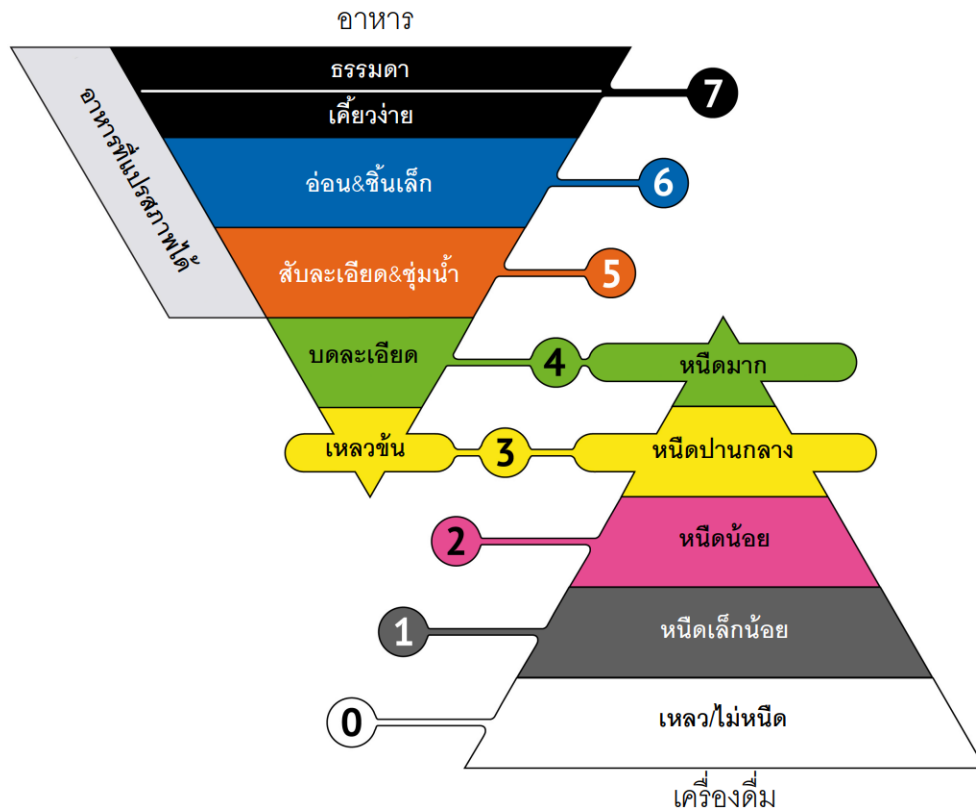 อาหาร
ธรรมดา
7
เคี้ยวง่าย
อาหารที่แปรสภาพได้
อ่อน&ชิ้นเล็ก
6
สับละเอียด&ชุ่มน้ำ
5
บดละเอียด
4
หนืดมาก
เหลวข้น
3
หนืดปานกลาง
2
หนืดน้อย
1
หนืดเล็กน้อย
0
เหลว/ไม่หนืด
เครื่องดื่ม